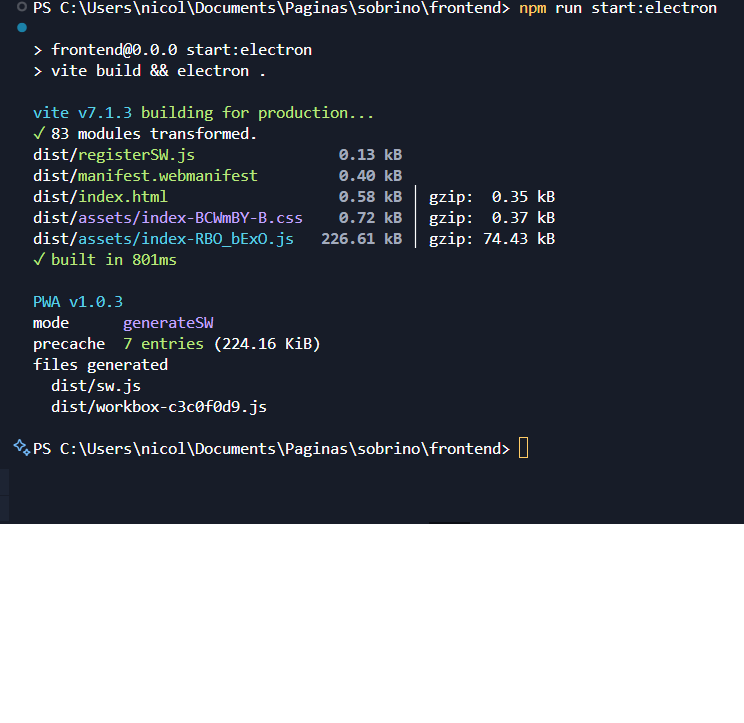 PS C:\Users\nicol\Documents\Paginas\sobrino\frontend> npm run start:electron
> frontend@0.0.0 start:electron
> vite build && electron .
vite v7.1.3 building for production...
✓ 83 modules transformed.
dist/registerSW.js 0.13 kB
dist/manifest.webmanifest 0.40 kB
dist/index.html 0.58 kB │ gzip: 0.35 kB
dist/assets/index-BCWmBY-B.css 0.72 kB │ gzip: 0.37 kB
dist/assets/index-RBO_bExO.js 226.61 kB │ gzip: 74.43 kB
✓ built in 801ms
PWA v1.0.3
mode generateSW
precache 7 entries (224.16 KiB)
files generated
dist/sw.js
dist/workbox-c3c0f0d9.js
PS C:\Users\nicol\Documents\Paginas\sobrino\frontend>